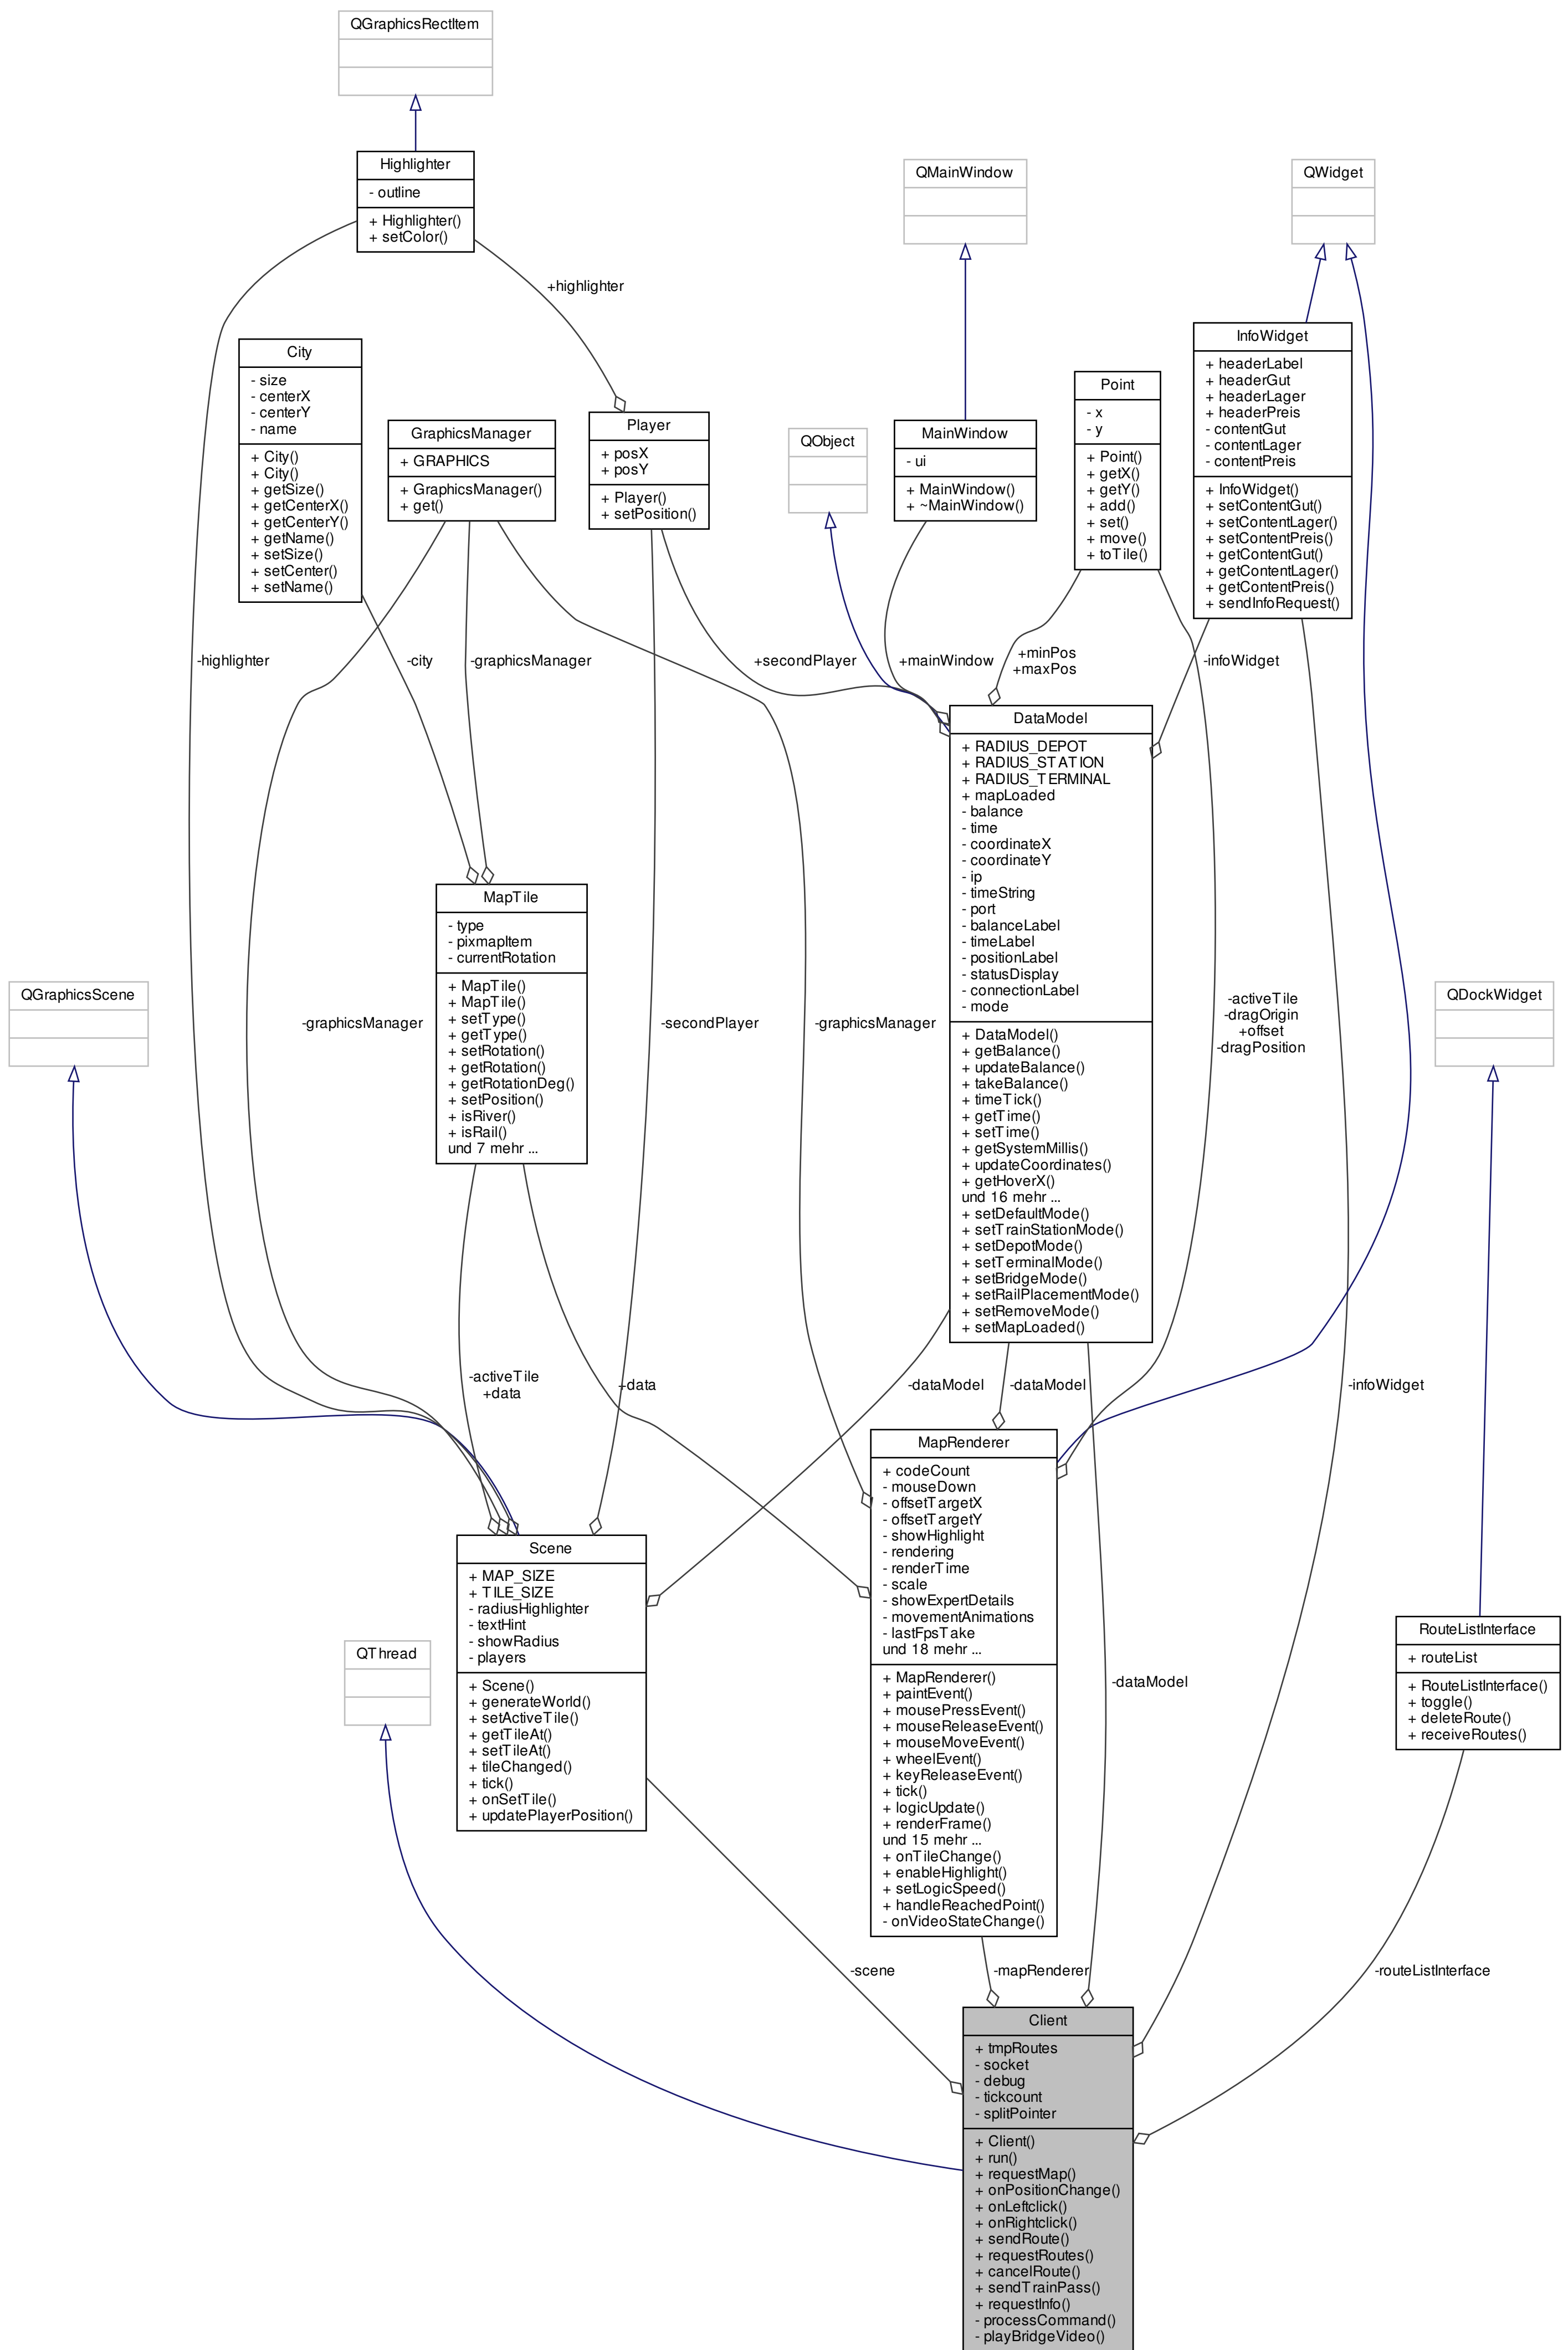 QGraphicsRectItem
Highlighter
- outline
+ Highlighter()
+ setColor()
QMainWindow
QWidget
+highlighter
InfoWidget
+ headerLabel
+ headerGut
+ headerLager
+ headerPreis
- contentGut
- contentLager
- contentPreis
+ InfoWidget()
+ setContentGut()
+ setContentLager()
+ setContentPreis()
+ getContentGut()
+ getContentLager()
+ getContentPreis()
+ sendInfoRequest()
City
- size
- centerX
- centerY
- name
+ City()
+ City()
+ getSize()
+ getCenterX()
+ getCenterY()
+ getName()
+ setSize()
+ setCenter()
+ setName()
Point
- x
- y
+ Point()
+ getX()
+ getY()
+ add()
+ set()
+ move()
+ toTile()
GraphicsManager
+ GRAPHICS
+ GraphicsManager()
+ get()
Player
+ posX
+ posY
+ Player()
+ setPosition()
QObject
MainWindow
- ui
+ MainWindow()
+ ~MainWindow()
-highlighter
-city
-graphicsManager
+secondPlayer
+mainWindow
+minPos
+maxPos
-infoWidget
DataModel
+ RADIUS_DEPOT
+ RADIUS_STATION
+ RADIUS_TERMINAL
+ mapLoaded
- balance
- time
- coordinateX
- coordinateY
- ip
- timeString
- port
- balanceLabel
- timeLabel
- positionLabel
- statusDisplay
- connectionLabel
- mode
+ DataModel()
+ getBalance()
+ updateBalance()
+ takeBalance()
+ timeTick()
+ getTime()
+ setTime()
+ getSystemMillis()
+ updateCoordinates()
+ getHoverX()
und 16 mehr ...
+ setDefaultMode()
+ setTrainStationMode()
+ setDepotMode()
+ setTerminalMode()
+ setBridgeMode()
+ setRailPlacementMode()
+ setRemoveMode()
+ setMapLoaded()
MapTile
- type
- pixmapItem
- currentRotation
+ MapTile()
+ MapTile()
+ setType()
+ getType()
+ setRotation()
+ getRotation()
+ getRotationDeg()
+ setPosition()
+ isRiver()
+ isRail()
und 7 mehr ...
QGraphicsScene
-graphicsManager
-secondPlayer
-graphicsManager
-activeTile
-dragOrigin
+offset
-dragPosition
QDockWidget
-activeTile
+data
+data
-dataModel
-dataModel
-infoWidget
MapRenderer
+ codeCount
- mouseDown
- offsetTargetX
- offsetTargetY
- showHighlight
- rendering
- renderTime
- scale
- showExpertDetails
- movementAnimations
- lastFpsTake
und 18 mehr ...
+ MapRenderer()
+ paintEvent()
+ mousePressEvent()
+ mouseReleaseEvent()
+ mouseMoveEvent()
+ wheelEvent()
+ keyReleaseEvent()
+ tick()
+ logicUpdate()
+ renderFrame()
und 15 mehr ...
+ onTileChange()
+ enableHighlight()
+ setLogicSpeed()
+ handleReachedPoint()
- onVideoStateChange()
Scene
+ MAP_SIZE
+ TILE_SIZE
- radiusHighlighter
- textHint
- showRadius
- players
+ Scene()
+ generateWorld()
+ setActiveTile()
+ getTileAt()
+ setTileAt()
+ tileChanged()
+ tick()
+ onSetTile()
+ updatePlayerPosition()
QThread
RouteListInterface
+ routeList
+ RouteListInterface()
+ toggle()
+ deleteRoute()
+ receiveRoutes()
-dataModel
-scene
-mapRenderer
-routeListInterface
Client
+ tmpRoutes
- socket
- debug
- tickcount
- splitPointer
+ Client()
+ run()
+ requestMap()
+ onPositionChange()
+ onLeftclick()
+ onRightclick()
+ sendRoute()
+ requestRoutes()
+ cancelRoute()
+ sendTrainPass()
+ requestInfo()
- processCommand()
- playBridgeVideo()